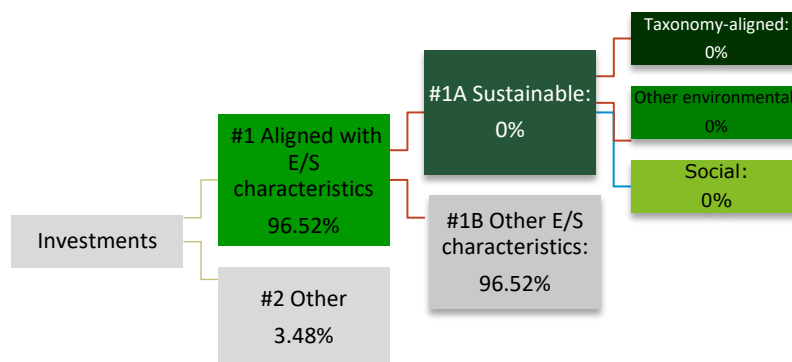 Investments
#1 Aligned with
E/S
characteristics
96.52%
#2 Other
3.48%
#1A Sustainable:
0%
#1B Other E/S
characteristics:
96.52%
Taxonomy-aligned:
0%
Other environmental
0%
Social:
0%